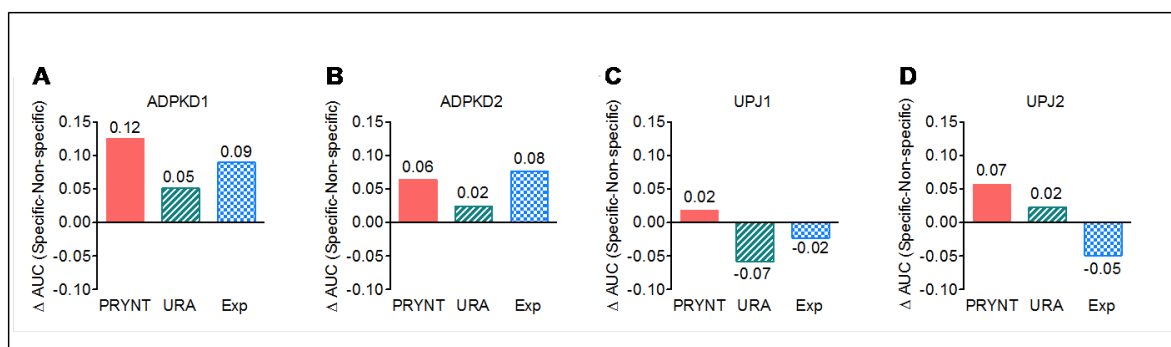 A
ADPKD1
Δ AUC (Specific-Non-specific)
0.15
0.10
0.05
0.00
-0.05
-0.10
0.12
0.05
0.09
PRYNT URA Exp
B
ADPKD2
Δ AUC (Specific-Non-specific)
0.15
0.10
0.05
0.00
-0.05
-0.10
0.06
0.02
0.08
PRYNT URA Exp
C
UPJ1
Δ AUC (Specific-Non-specific)
0.15
0.10
0.05
0.00
-0.05
-0.10
0.02
-0.07
-0.02
PRYNT URA Exp
D
UPJ2
Δ AUC (Specific-Non-specific)
0.15
0.10
0.05
0.00
-0.05
-0.10
0.07
0.02
-0.05
PRYNT URA Exp